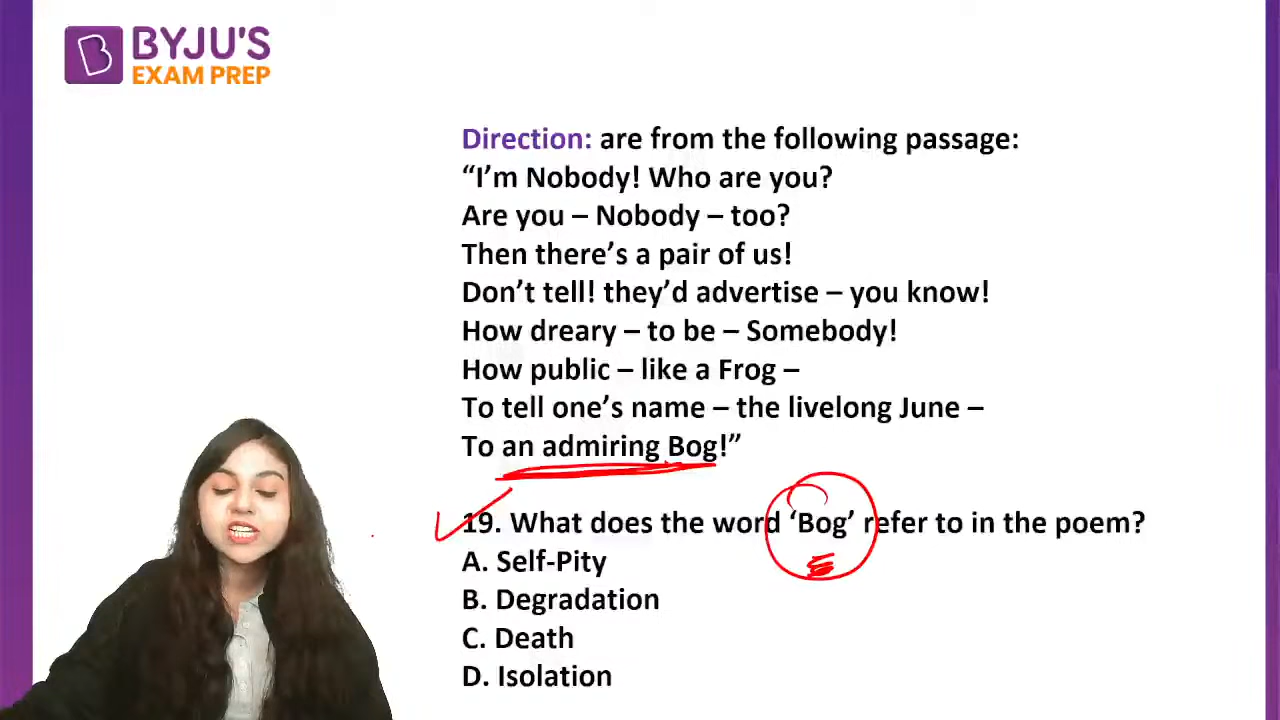 BYJU'S
EXAM PREP
Direction: are from the following passage:
“I’m Nobody! Who are you?
Are you – Nobody – too?
Then there’s a pair of us!
Don’t tell! they’d advertise – you know!
How dreary – to be – Somebody!
How public – like a Frog –
To tell one’s name – the livelong June –
To an admiring Bog!”
19. What does the word ‘Bog’ refer to in the poem?
A. Self-Pity
B. Degradation
C. Death
D. Isolation